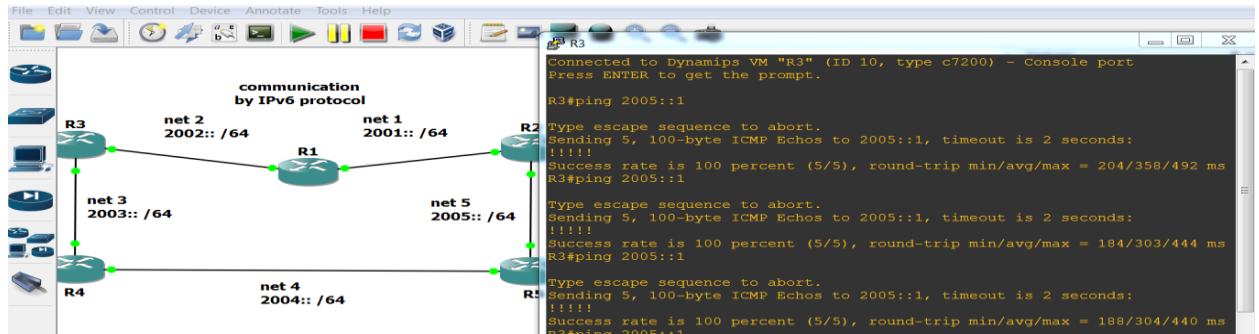 File Edit View Control Device Annotate Tools Help
communication
by IPv6 protocol
R3
net 2
2002:: /64
net 1
2001:: /64
R2
R1
net 3
2003:: /64
net 5
2005:: /64
R4
net 4
2004:: /64
R5
R3
Connected to Dynamips VM "R3" (ID 10, type c7200) - Console port
Press ENTER to get the prompt.
R3#ping 2005::1
Type escape sequence to abort.
Sending 5, 100-byte ICMP Echos to 2005::1, timeout is 2 seconds:
!!!!!
Success rate is 100 percent (5/5), round-trip min/avg/max = 204/358/492 ms
R3#ping 2005::1
Type escape sequence to abort.
Sending 5, 100-byte ICMP Echos to 2005::1, timeout is 2 seconds:
!!!!!
Success rate is 100 percent (5/5), round-trip min/avg/max = 184/303/444 ms
R3#ping 2005::1
Type escape sequence to abort.
Sending 5, 100-byte ICMP Echos to 2005::1, timeout is 2 seconds:
!!!!!
Success rate is 100 percent (5/5), round-trip min/avg/max = 188/304/440 ms
R3#ping 2005::1